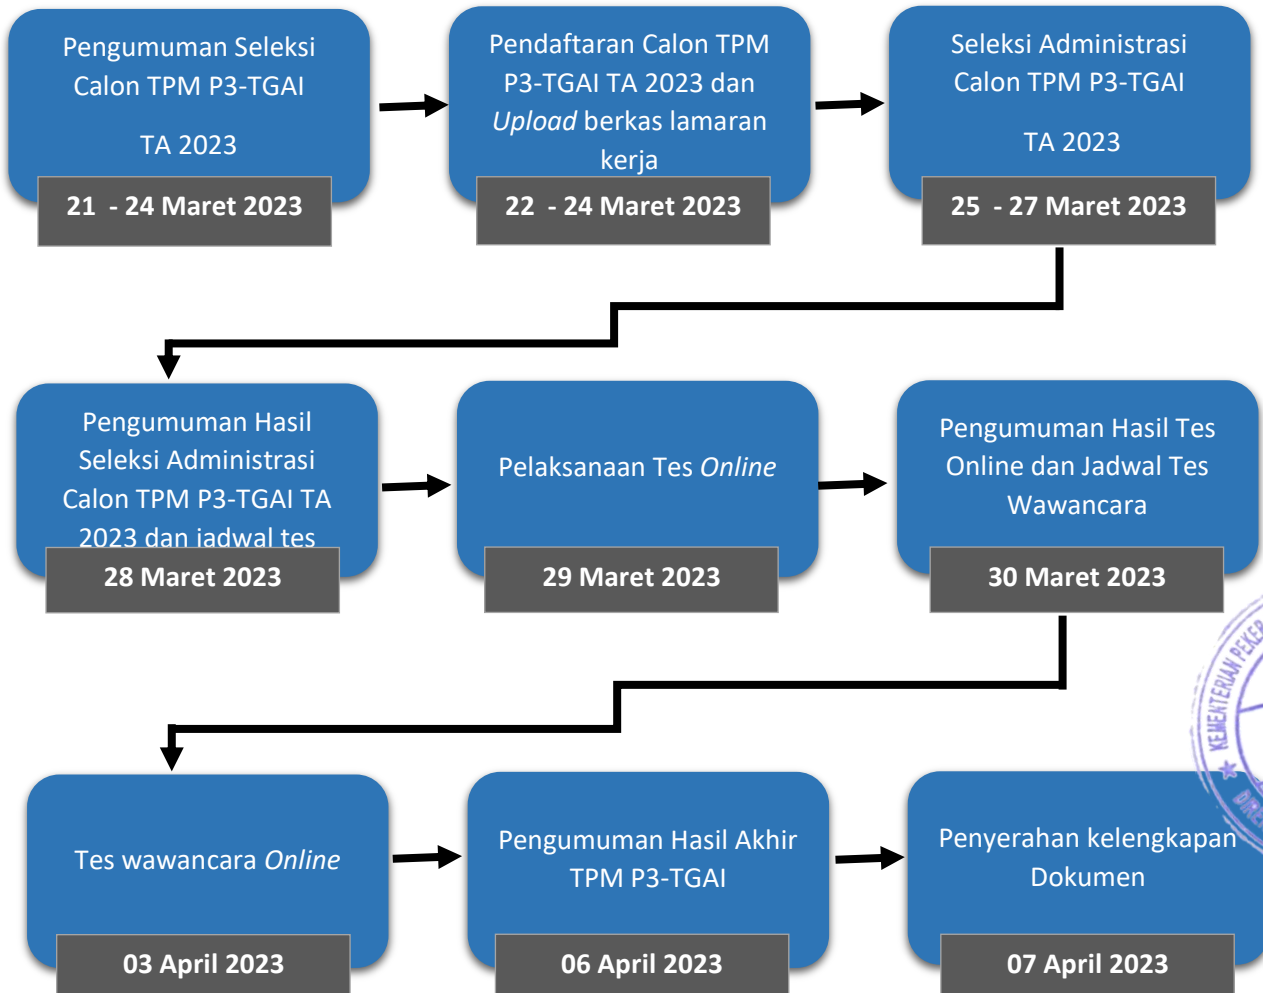 Pengumuman Seleksi
Calon TPM P3-TGAI
TA 2023
21 - 24 Maret 2023
Pendaftaran Calon TPM
P3-TGAI TA 2023 dan
Upload berkas lamaran
kerja
22 - 24 Maret 2023
Seleksi Administrasi
Calon TPM P3-TGAI
TA 2023
25 - 27 Maret 2023
Pengumuman Hasil
Seleksi Administrasi
Calon TPM P3-TGAI TA
2023 dan jadwal tes
28 Maret 2023
Pelaksanaan Tes Online
29 Maret 2023
Pengumuman Hasil Tes
Online dan Jadwal Tes
Wawancara
30 Maret 2023
KEMENTERIAN
Tes wawancara Online
03 April 2023
Pengumuman Hasil Akhir
TPM P3-TGAI
06 April 2023
Penyerahan kelengkapan
Dokumen
07 April 2023